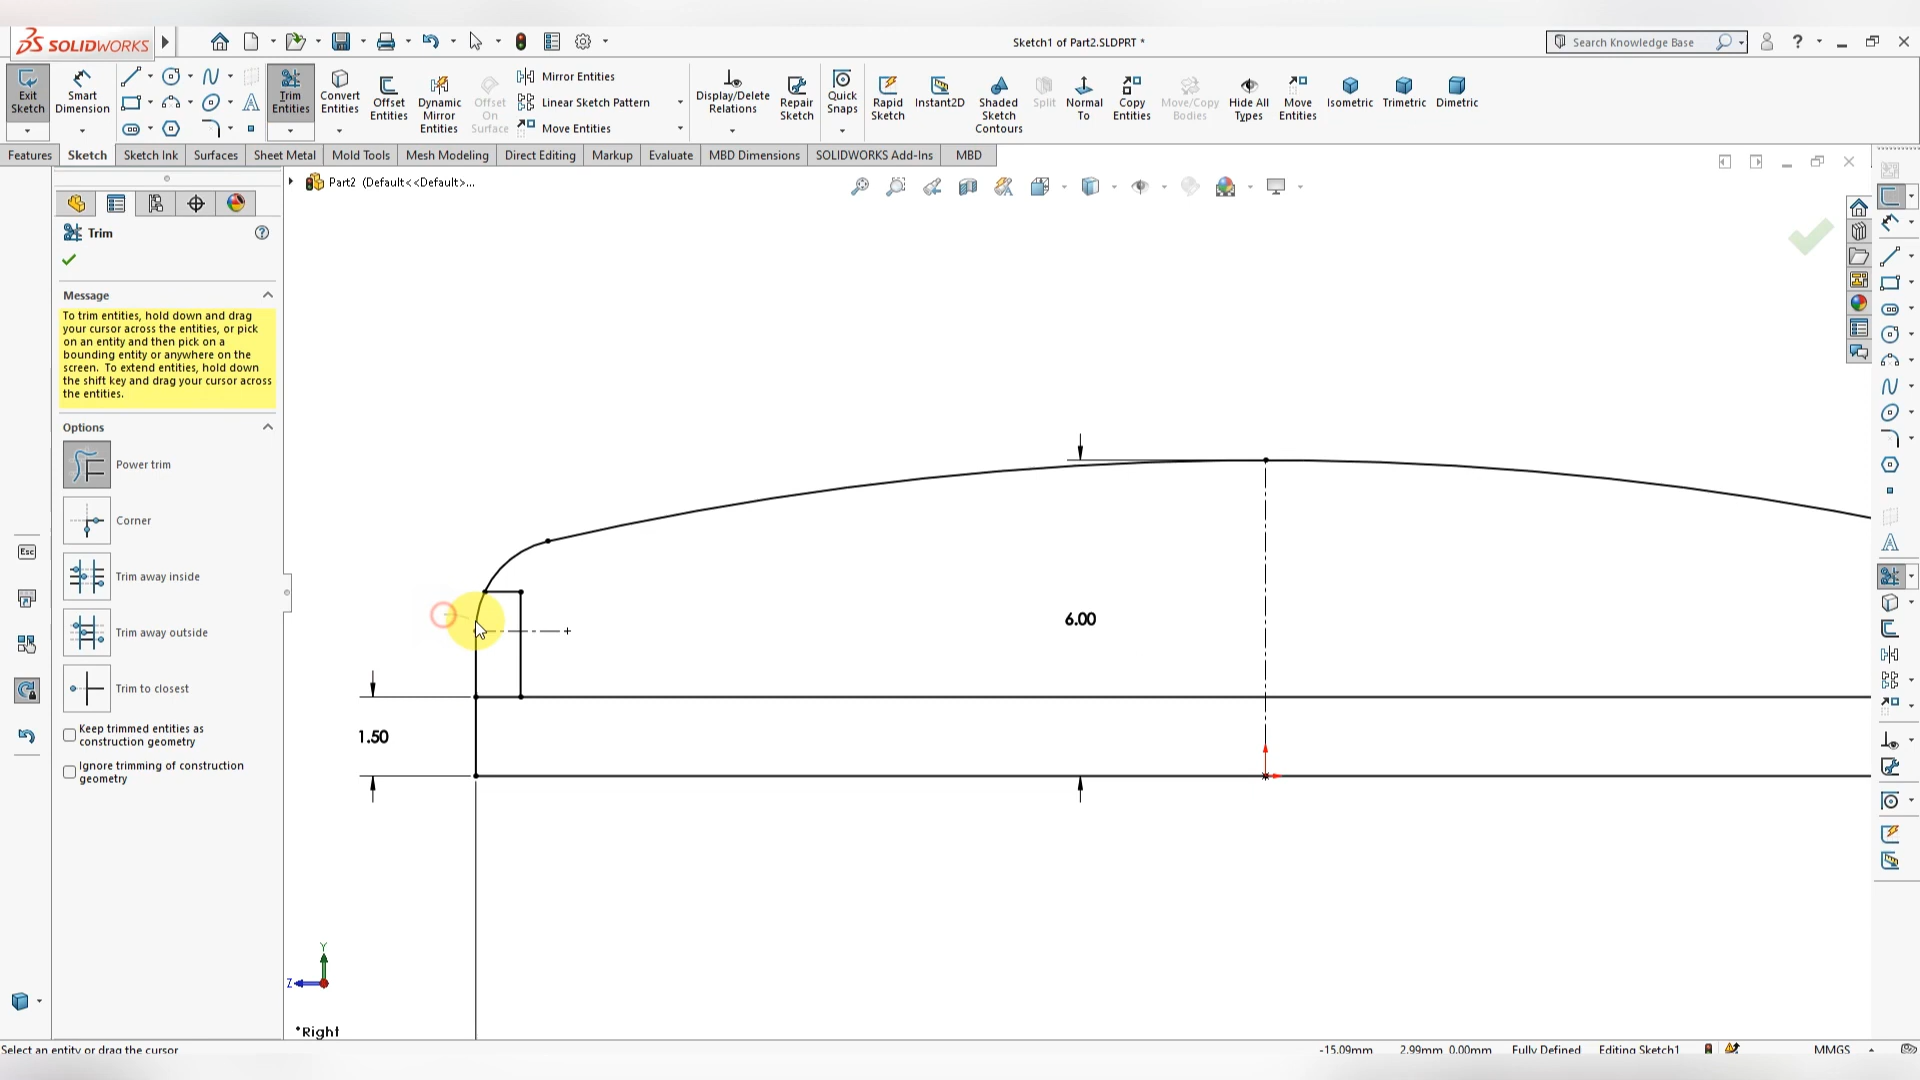 SOLIDWORKS
Sketch1 of Part2.SLDPRT *
Search Knowledge Base
?
Exit Sketch
Smart Dimension
Trim Entities
Convert Entities
Offset Entities
Dynamic Mirror Entities
Offset On Surface
Mirror Entities
Linear Sketch Pattern
Move Entities
Display/Delete Relations
Repair Sketch
Quick Snaps
Rapid Sketch
Instant2D
Shaded Sketch Contours
Split
Normal To
Copy Entities
Move/Copy Bodies
Hide All Types
Move Entities
Isometric
Trimetric
Dimetric
Features
Sketch
Sketch Ink
Surfaces
Sheet Metal
Mold Tools
Mesh Modeling
Direct Editing
Markup
Evaluate
MBD Dimensions
SOLIDWORKS Add-Ins
MBD
Part2 (Default<<Default>...
Trim
?
Message
To trim entities, hold down and drag
your cursor across the entities, or pick
on an entity and then pick on a
bounding entity or anywhere on the
screen. To extend entities, hold down
the shift key and drag your cursor across
the entities.
Options
Power trim
Corner
Trim away inside
Trim away outside
Trim to closest
Keep trimmed entities as
construction geometry
Ignore trimming of construction
geometry
Esc
6.00
1.50
Y
Z
*Right
Select an entity or drag the cursor
-15.09mm 2.99mm 0.00mm Fully Defined Editing Sketch1 MMGS